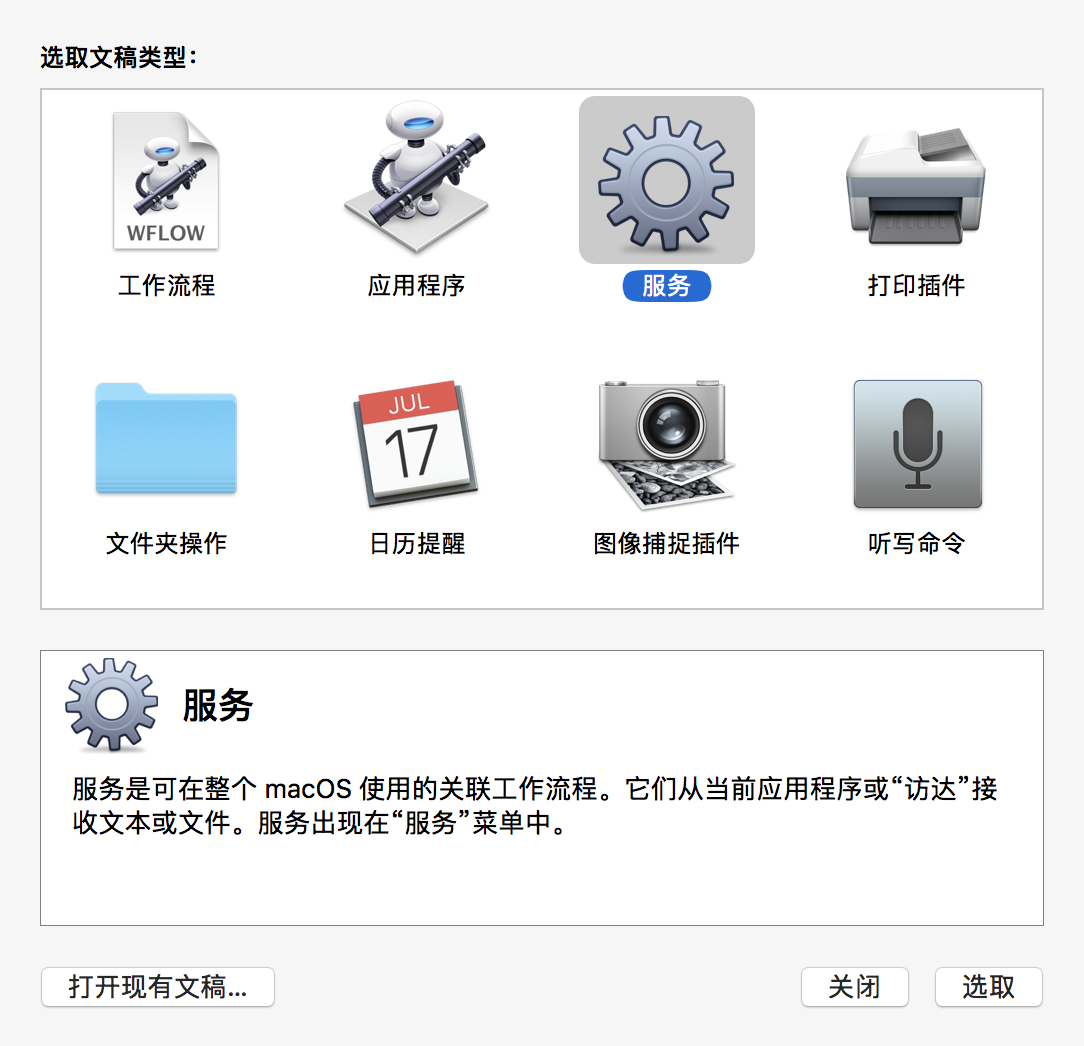 选取文稿类型：
WFLOW
工作流程
应用程序
服务
打印插件
JUL
17
文件夹操作
日历提醒
图像捕捉插件
听写命令
服务
服务是可在整个 macOS 使用的关联工作流程。它们从当前应用程序或“访达”接
收文本或文件。服务出现在“服务”菜单中。
打开现有文稿...
关闭
选取